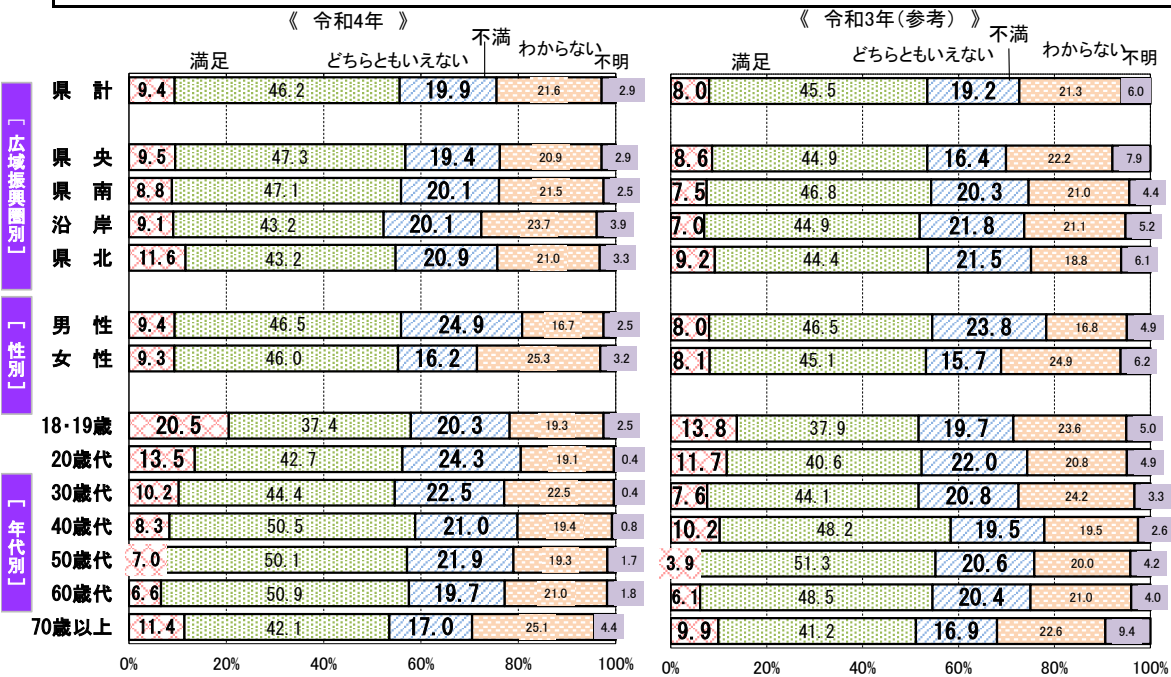 《 令和4年 》
《 令和3年(参考) 》
満足 どちらともいえない 不満 わからない 不明
満足 どちらともいえない 不満 わからない 不明
[広域振興圏別]
県 計 9.4 46.2 19.9 21.6 2.9 8.0 45.5 19.2 21.3 6.0
県 央 9.5 47.3 19.4 20.9 2.9 8.6 44.9 16.4 22.2 7.9
県 南 8.8 47.1 20.1 21.5 2.5 7.5 46.8 20.3 21.0 4.4
沿 岸 9.1 43.2 20.1 23.7 3.9 7.0 44.9 21.8 21.1 5.2
県 北 11.6 43.2 20.9 21.0 3.3 9.2 44.4 21.5 18.8 6.1
[性別]
男 性 9.4 46.5 24.9 16.7 2.5 8.0 46.5 23.8 16.8 4.9
女 性 9.3 46.0 16.2 25.3 3.2 8.1 45.1 15.7 24.9 6.2
[年代別]
18・19歳 20.5 37.4 20.3 19.3 2.5 13.8 37.9 19.7 23.6 5.0
20歳代 13.5 42.7 24.3 19.1 0.4 11.7 40.6 22.0 20.8 4.9
30歳代 10.2 44.4 22.5 22.5 0.4 7.6 44.1 20.8 24.2 3.3
40歳代 8.3 50.5 21.0 19.4 0.8 10.2 48.2 19.5 19.5 2.6
50歳代 7.0 50.1 21.9 19.3 1.7 3.9 51.3 20.6 20.0 4.2
60歳代 6.6 50.9 19.7 21.0 1.8 6.1 48.5 20.4 21.0 4.0
70歳以上 11.4 42.1 17.0 25.1 4.4 9.9 41.2 16.9 22.6 9.4
0% 20% 40% 60% 80% 100% 0% 20% 40% 60% 80% 100%